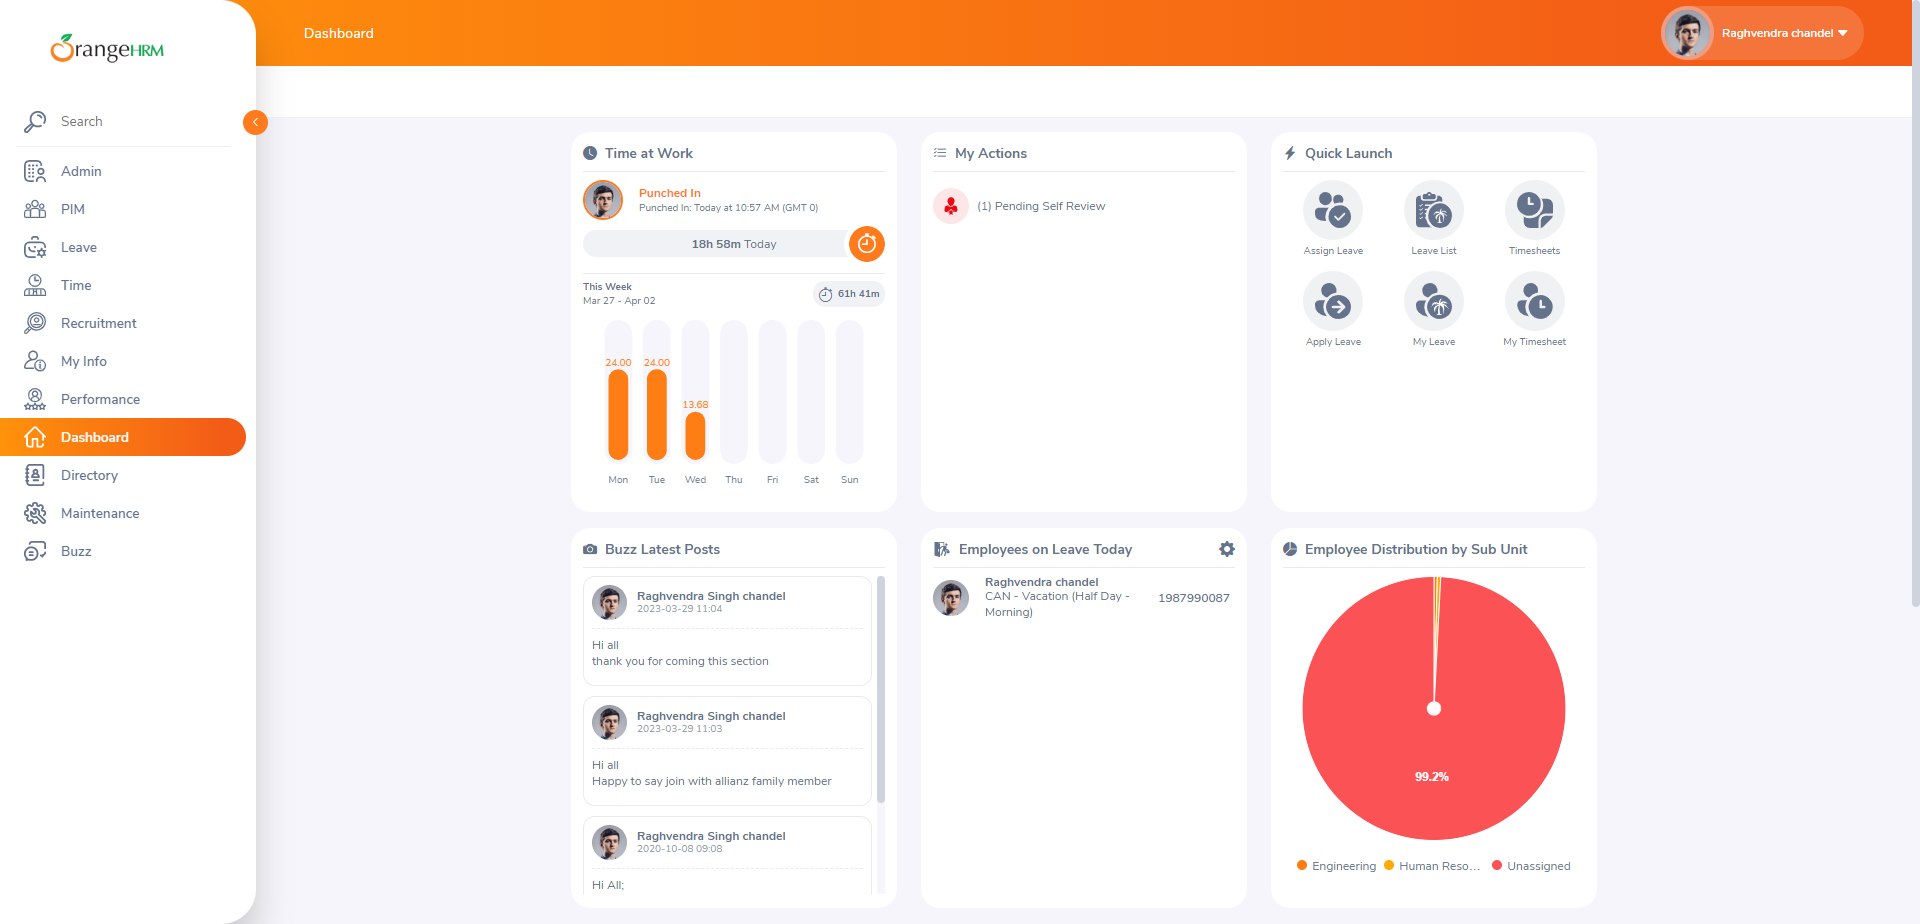 OrangeHRM
Dashboard
Raghvendra chandel
Search
Admin
PIM
Leave
Time
Recruitment
My Info
Performance
Dashboard
Directory
Maintenance
Buzz
Time at Work
Punched In
Punched In: Today at 10:57 AM (GMT 0)
18h 58m Today
This Week
Mar 27 - Apr 02
61h 41m
24.00
24.00
13.68
Mon
Tue
Wed
Thu
Fri
Sat
Sun
My Actions
(1) Pending Self Review
Quick Launch
Assign Leave
Leave List
Timesheets
Apply Leave
My Leave
My Timesheet
Buzz Latest Posts
Raghvendra Singh chandel
2023-03-29 11:04
Hi all
thank you for coming this section
Raghvendra Singh chandel
2023-03-29 11:03
Hi all
Happy to say join with allianz family member
Raghvendra Singh chandel
2020-10-08 09:08
Hi All;
Employees on Leave Today
Raghvendra chandel
CAN - Vacation (Half Day -
Morning)
1987990087
Employee Distribution by Sub Unit
99.2%
Engineering
Human Reso...
Unassigned